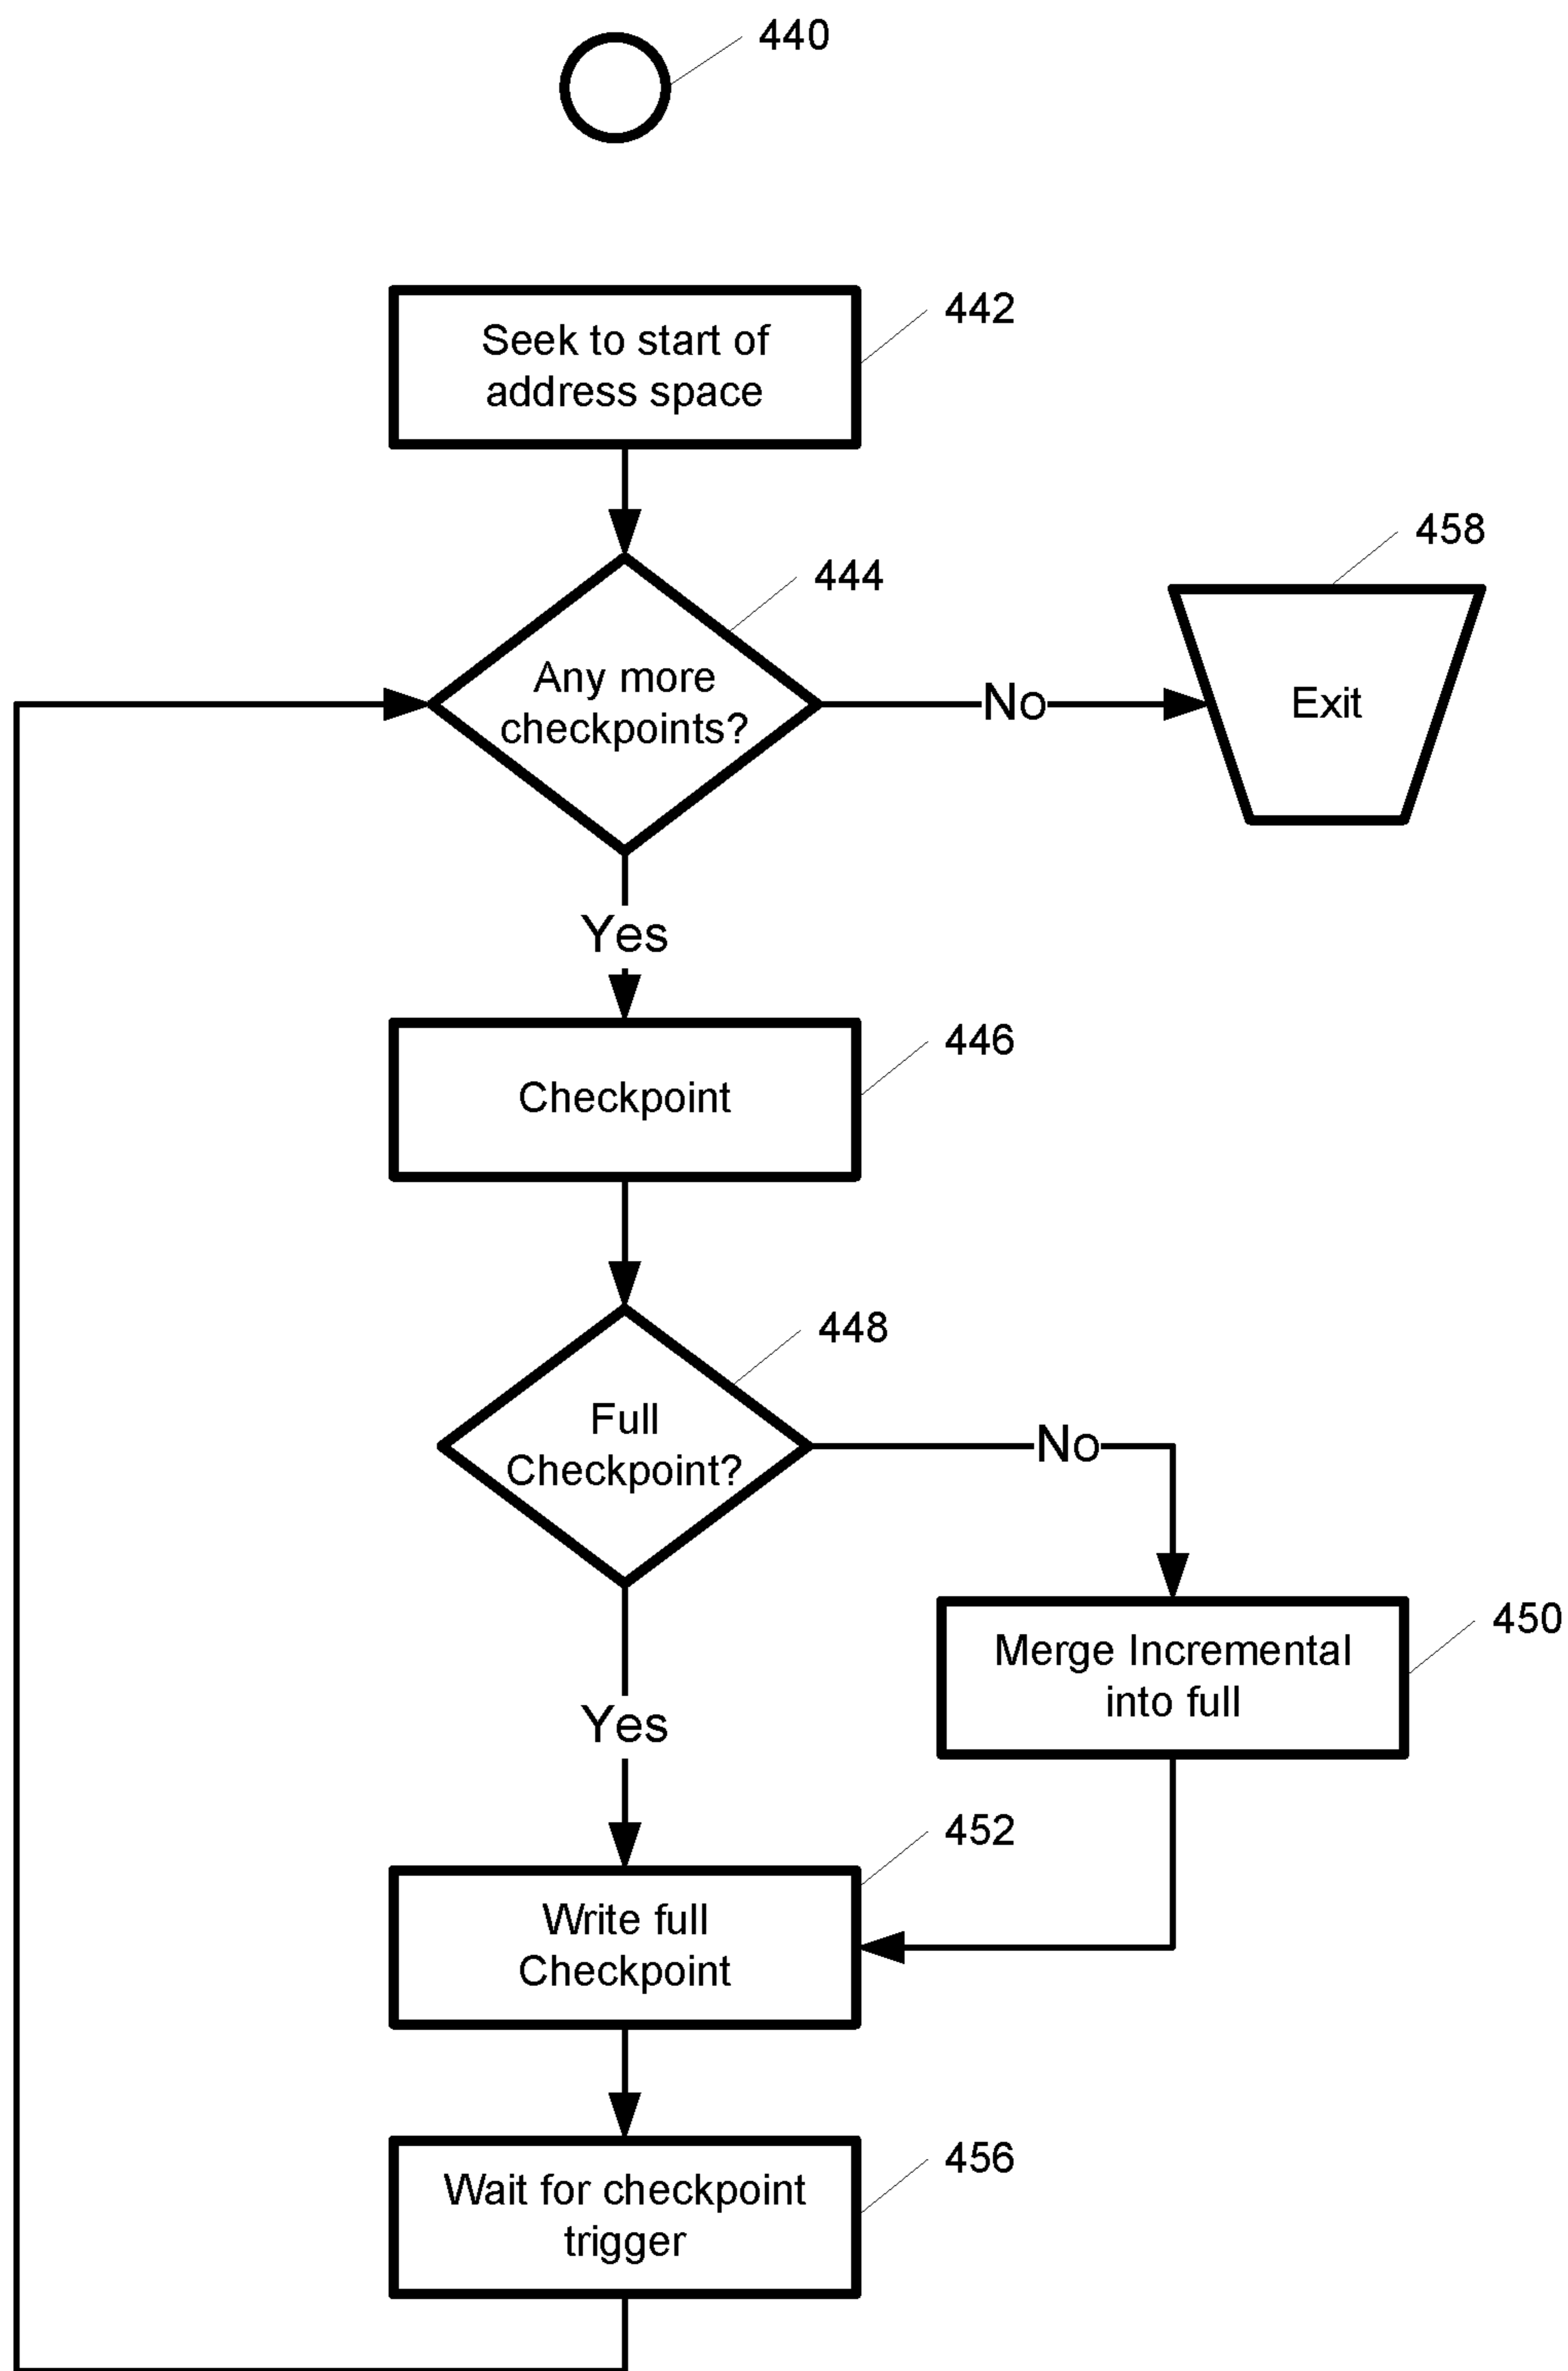 440
442
Seek to start of
address space
458
444
Any more
checkpoints?
No
Exit
Yes
446
Checkpoint
448
Full
Checkpoint?
No
450
Merge Incremental
into full
Yes
452
Write full
Checkpoint
456
Wait for checkpoint
trigger